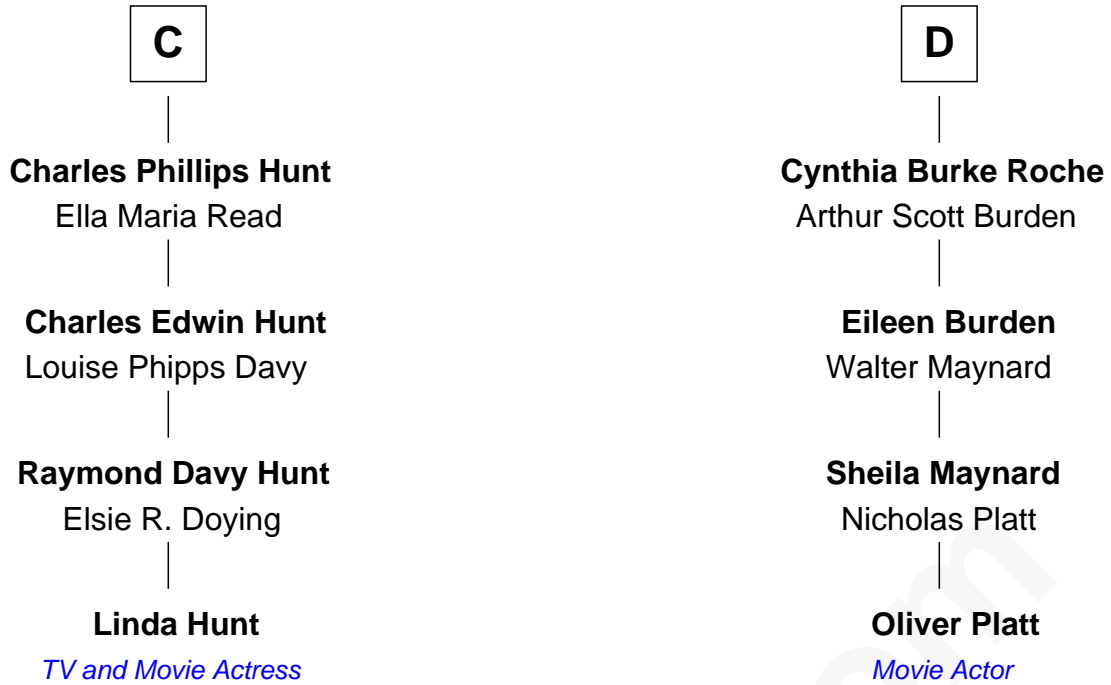 C
Charles Phillips Hunt
Ella Maria Read
Charles Edwin Hunt
Louise Phipps Davy
Raymond Davy Hunt
Elsie R. Doying
Linda Hunt
TV and Movie Actress
D
Cynthia Burke Roche
Arthur Scott Burden
Eileen Burden
Walter Maynard
Sheila Maynard
Nicholas Platt
Oliver Platt
Movie Actor